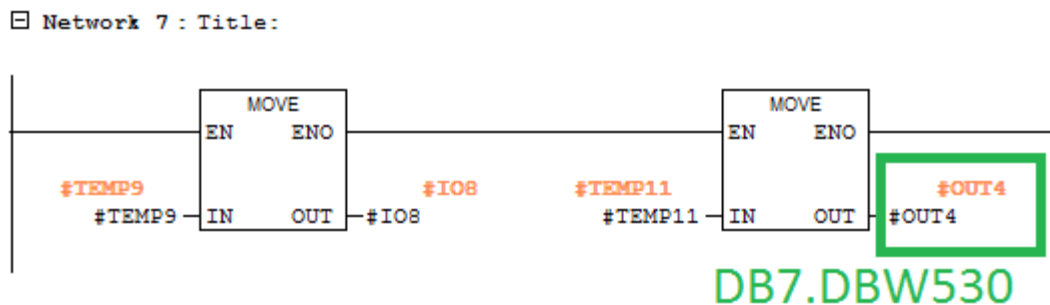 Network 7 : Title:
MOVE MOVE
EN ENO EN ENO
#TEMP9 #IO8 #TEMP11 #OUT4
#TEMP9 IN OUT #IO8 #TEMP11 IN OUT #OUT4
DB7.DBW530